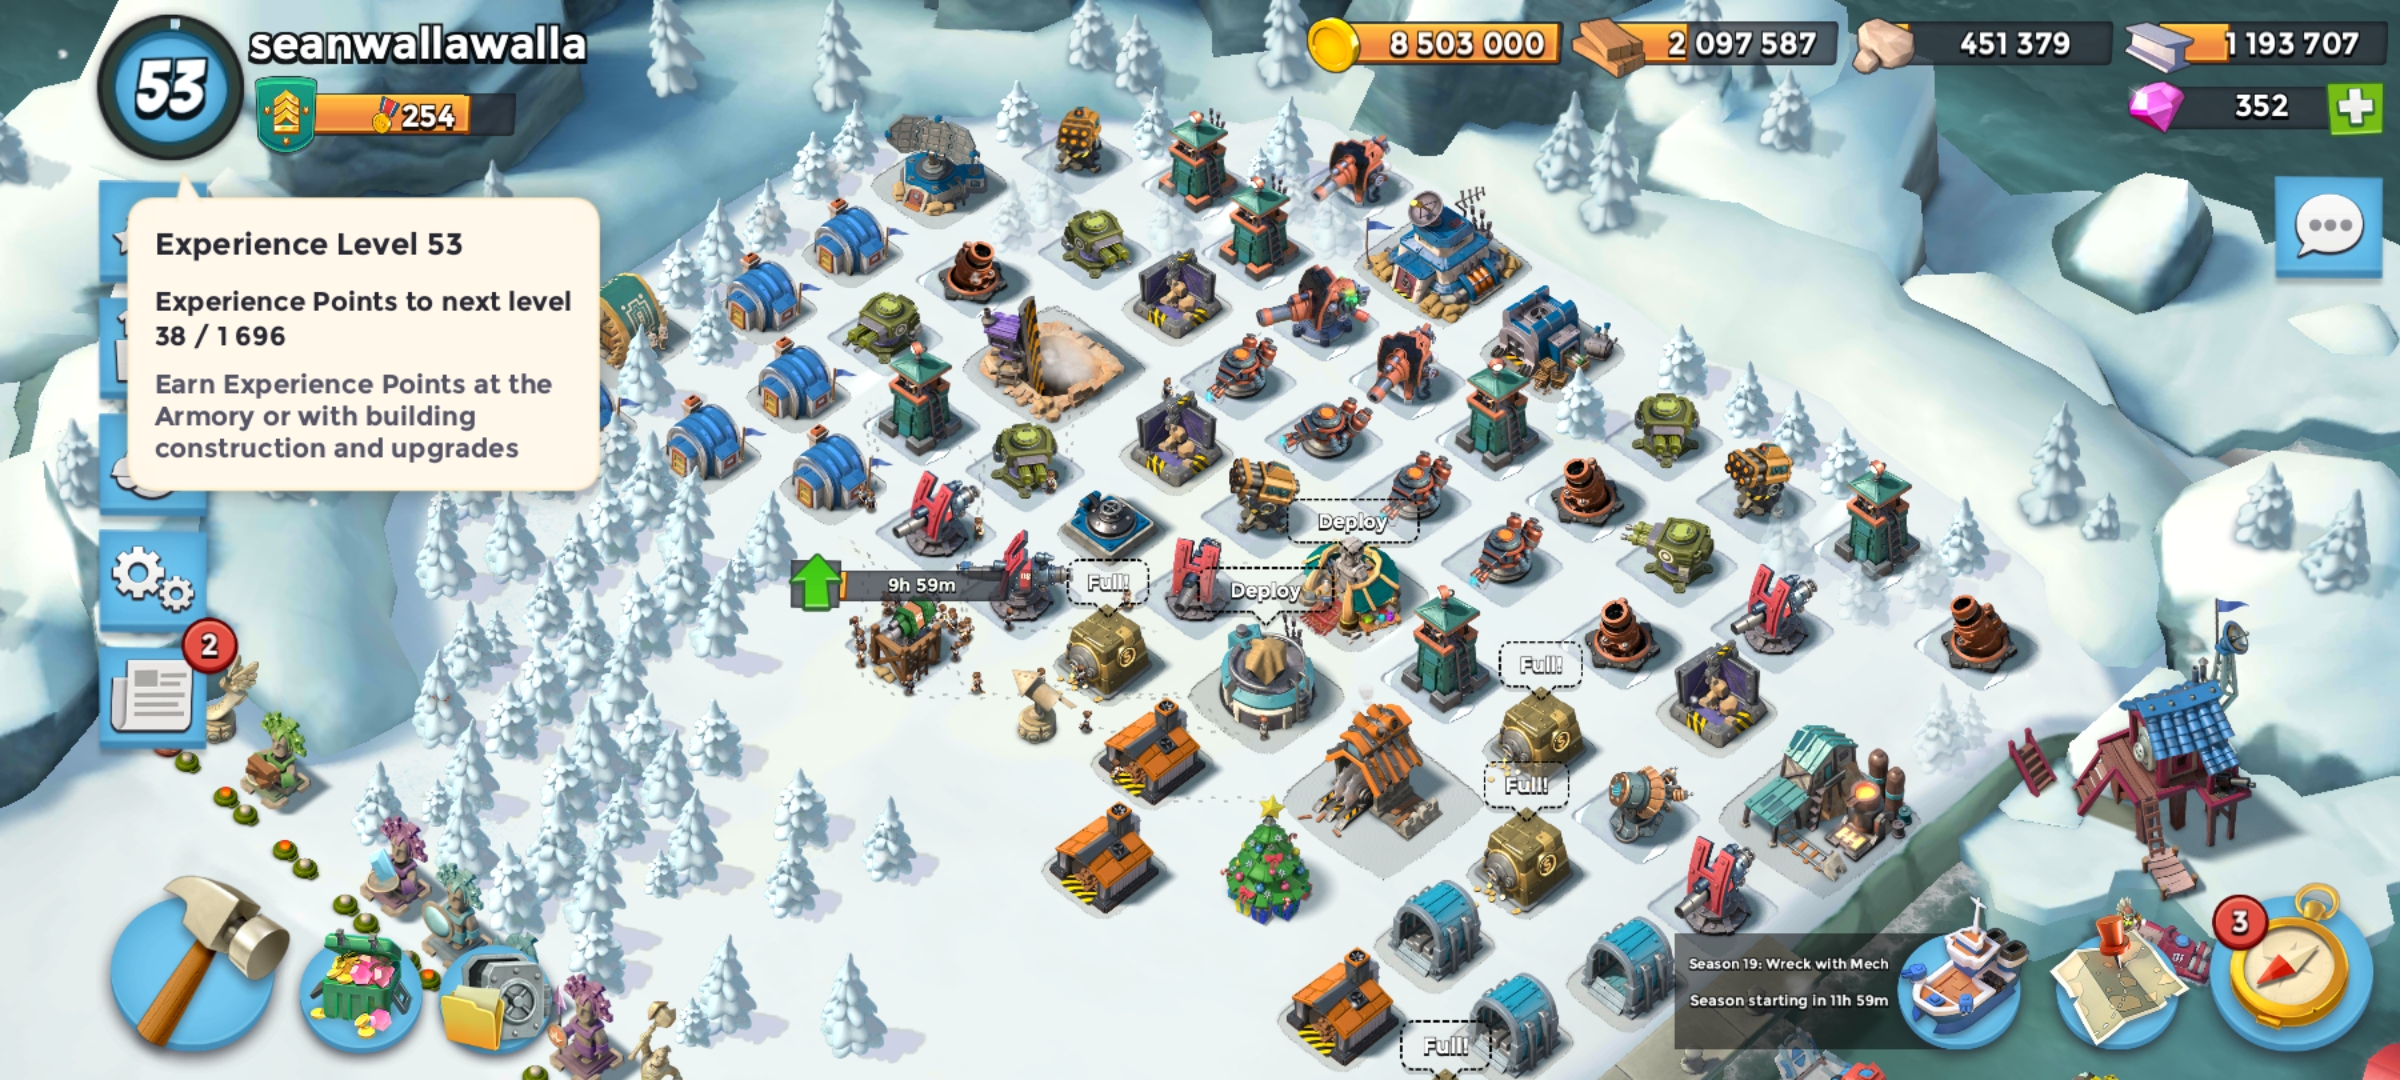 53
seanwallawalla
254
8 503 000
2 097 587
451 379
1 193 707
352
Experience Level 53
Experience Points to next level
38 / 1 696
Earn Experience Points at the
Armory or with building
construction and upgrades
Deploy
9h 59m
Full!
Deploy
2
Full!
Full!
3
Season 19: Wreck with Mech
Season starting in 11h 59m
Full!